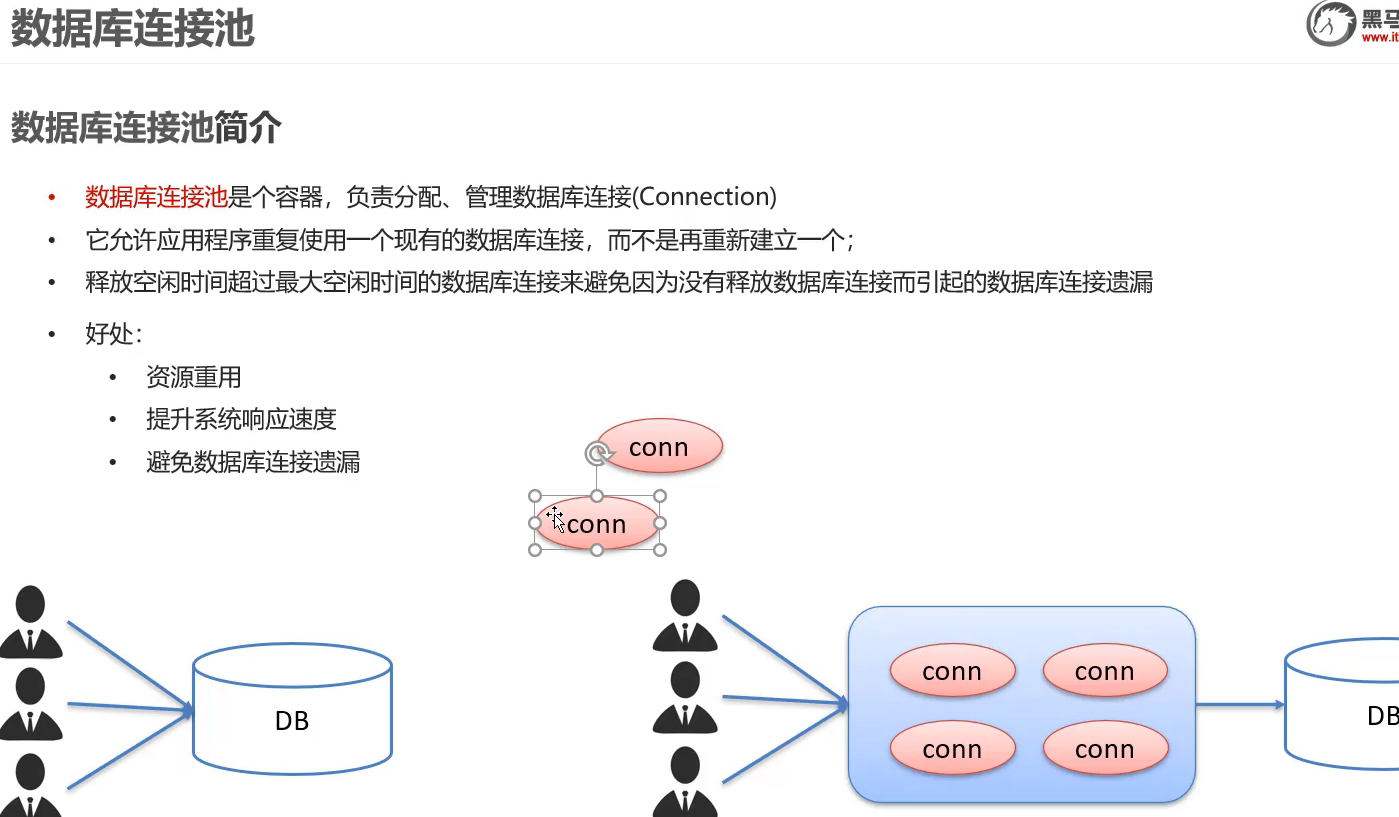 数据库连接池
黑马
www.it
数据库连接池简介
• 数据库连接池是个容器，负责分配、管理数据库连接(Connection)
• 它允许应用程序重复使用一个现有的数据库连接，而不是再重新建立一个；
• 释放空闲时间超过最大空闲时间的数据库连接来避免因为没有释放数据库连接而引起的数据库连接遗漏
• 好处：
• 资源重用
• 提升系统响应速度
• 避免数据库连接遗漏
conn
conn
DB
conn conn
conn conn
DB